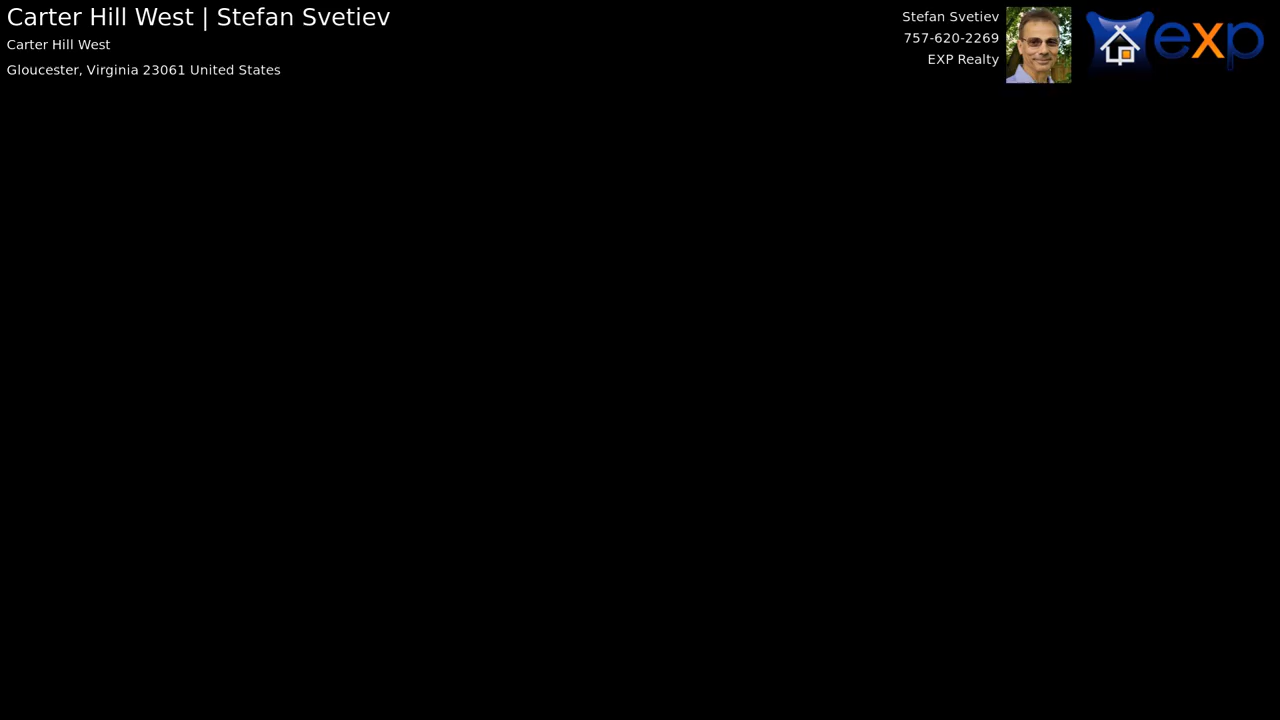 Carter Hill West | Stefan Svetiev
Carter Hill West
Gloucester, Virginia 23061 United States
Stefan Svetiev
757-620-2269
EXP Realty
exp